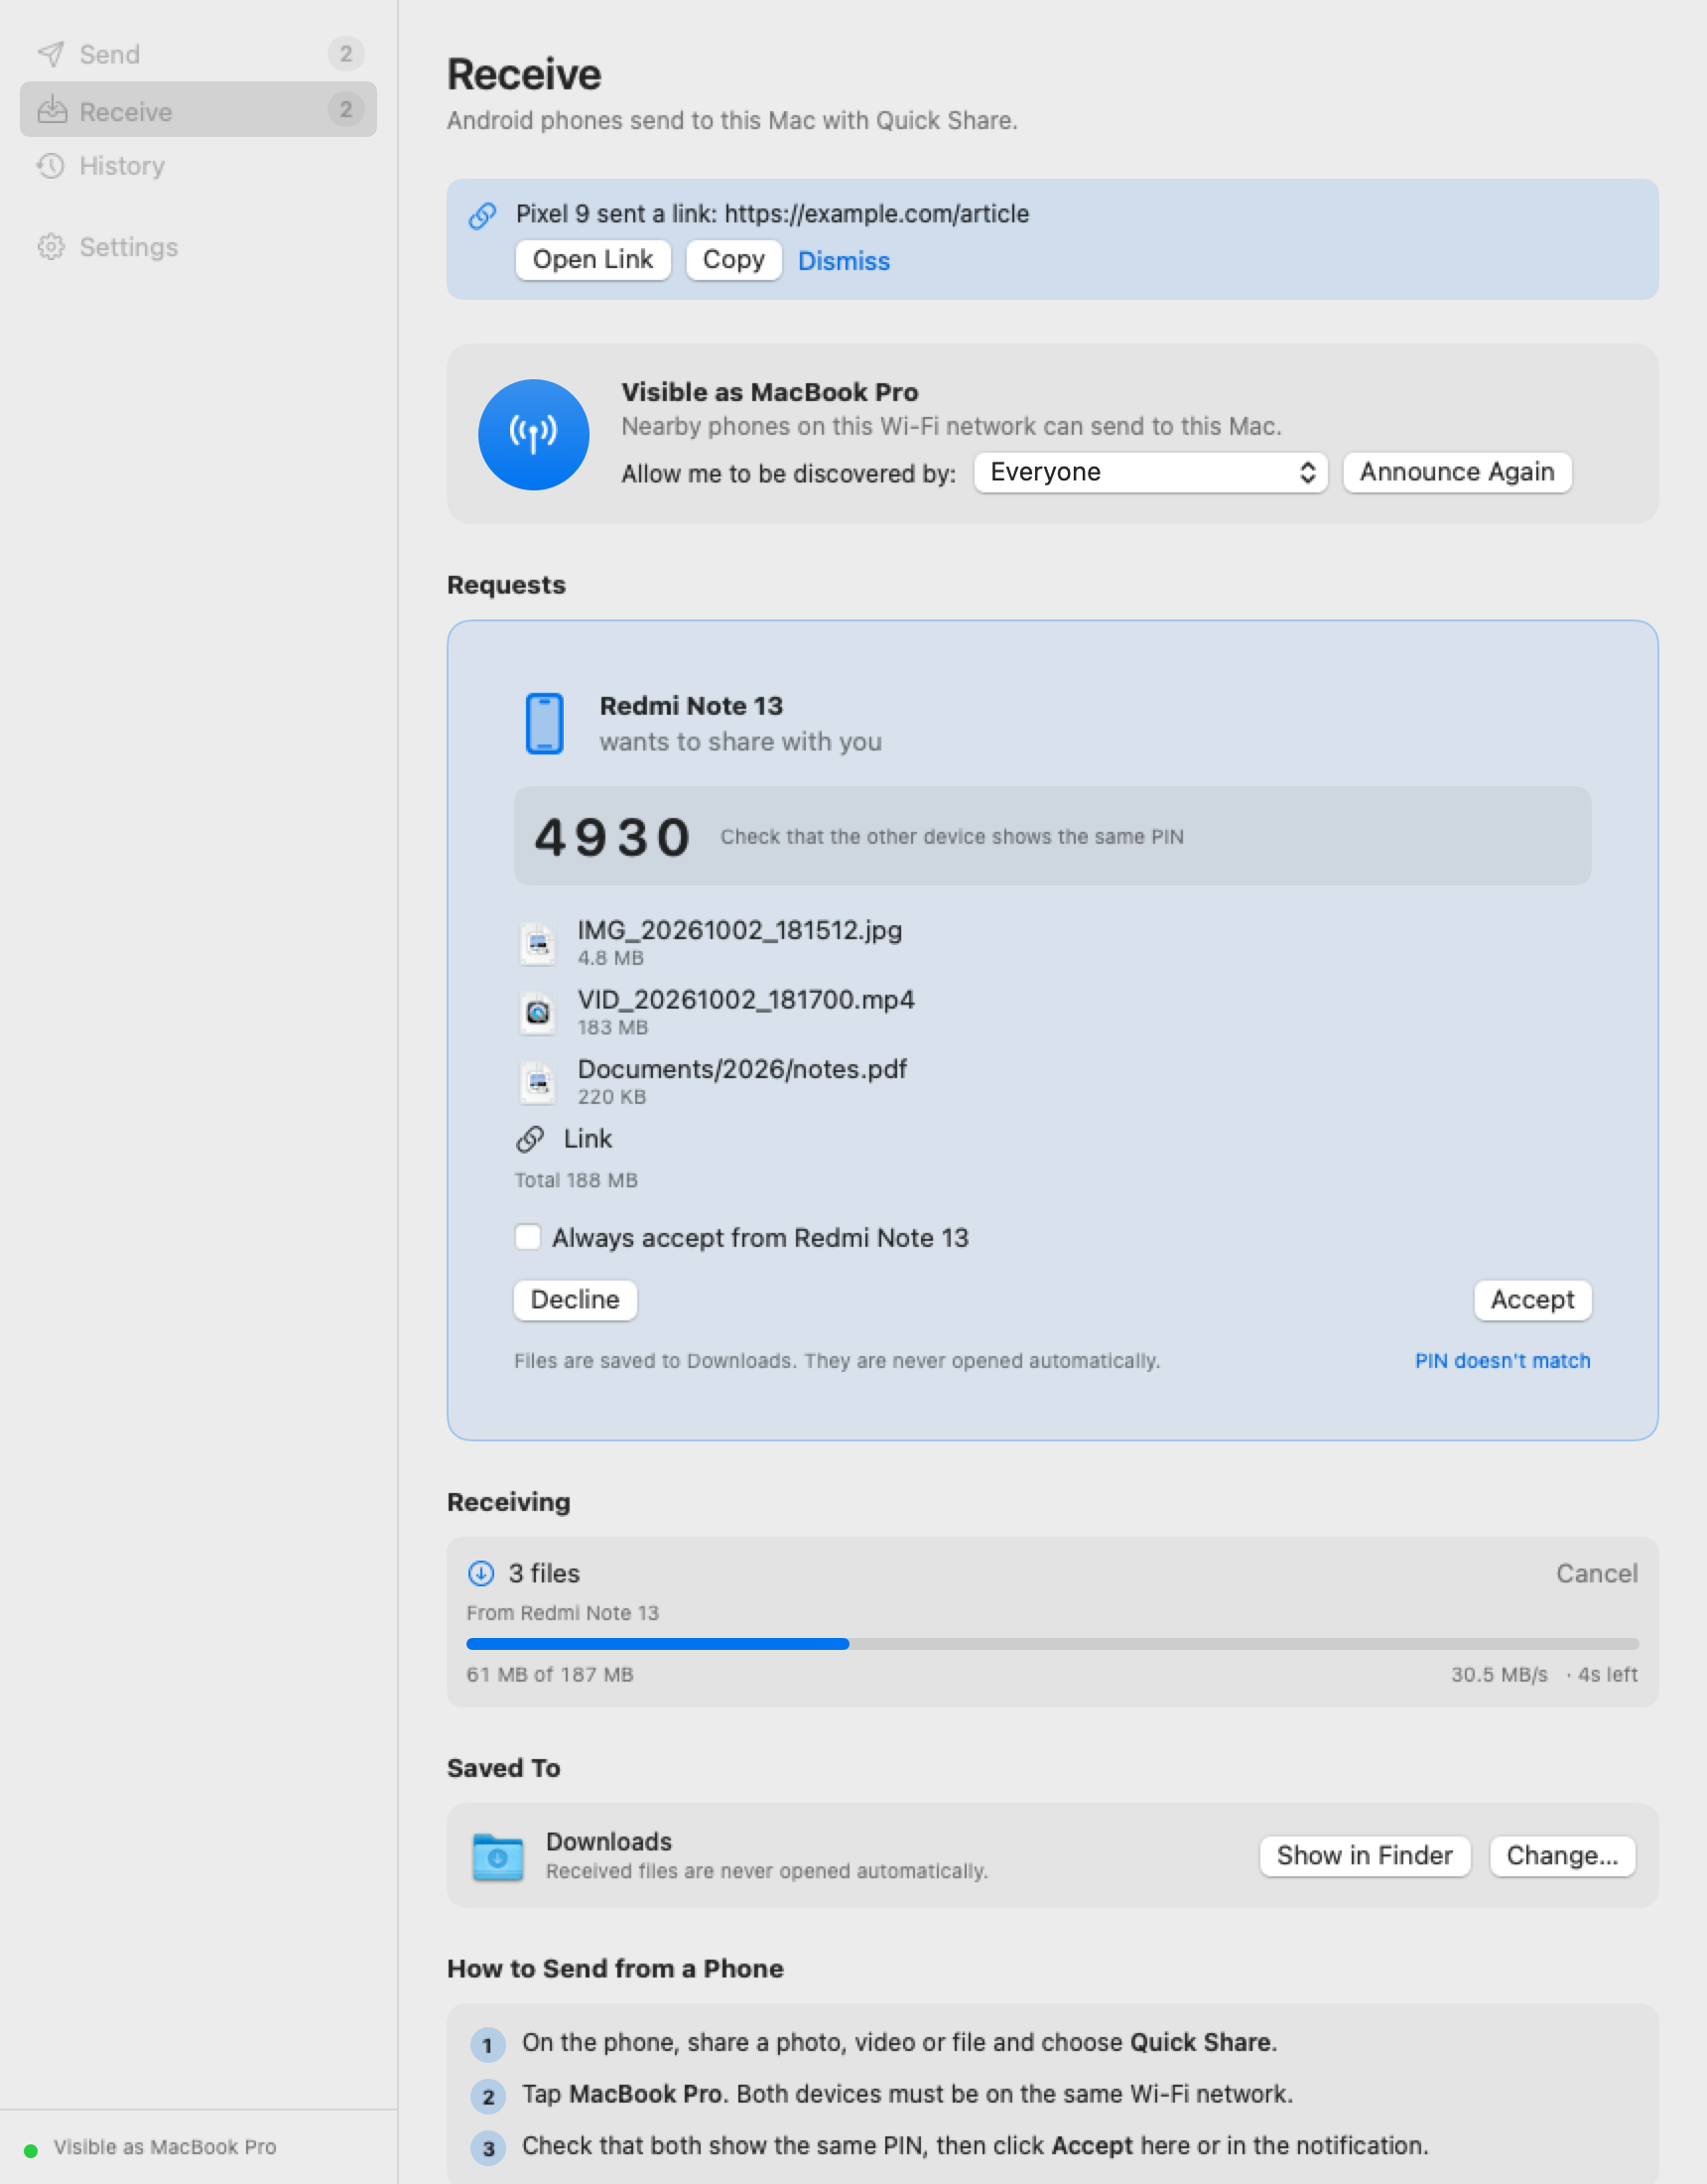 Send 2
Receive 2
History
Settings
Visible as MacBook Pro
Receive
Android phones send to this Mac with Quick Share.
Pixel 9 sent a link: https://example.com/article
Open Link Copy Dismiss
Visible as MacBook Pro
Nearby phones on this Wi-Fi network can send to this Mac.
Allow me to be discovered by: Everyone Announce Again
Requests
Redmi Note 13
wants to share with you
4930 Check that the other device shows the same PIN
IMG_20261002_181512.jpg
4.8 MB
VID_20261002_181700.mp4
183 MB
Documents/2026/notes.pdf
220 KB
Link
Total 188 MB
Always accept from Redmi Note 13
Decline Accept
Files are saved to Downloads. They are never opened automatically. PIN doesn't match
Receiving
3 files Cancel
From Redmi Note 13
61 MB of 187 MB 30.5 MB/s · 4s left
Saved To
Downloads
Received files are never opened automatically.
Show in Finder Change...
How to Send from a Phone
1 On the phone, share a photo, video or file and choose Quick Share.
2 Tap MacBook Pro. Both devices must be on the same Wi-Fi network.
3 Check that both show the same PIN, then click Accept here or in the notification.